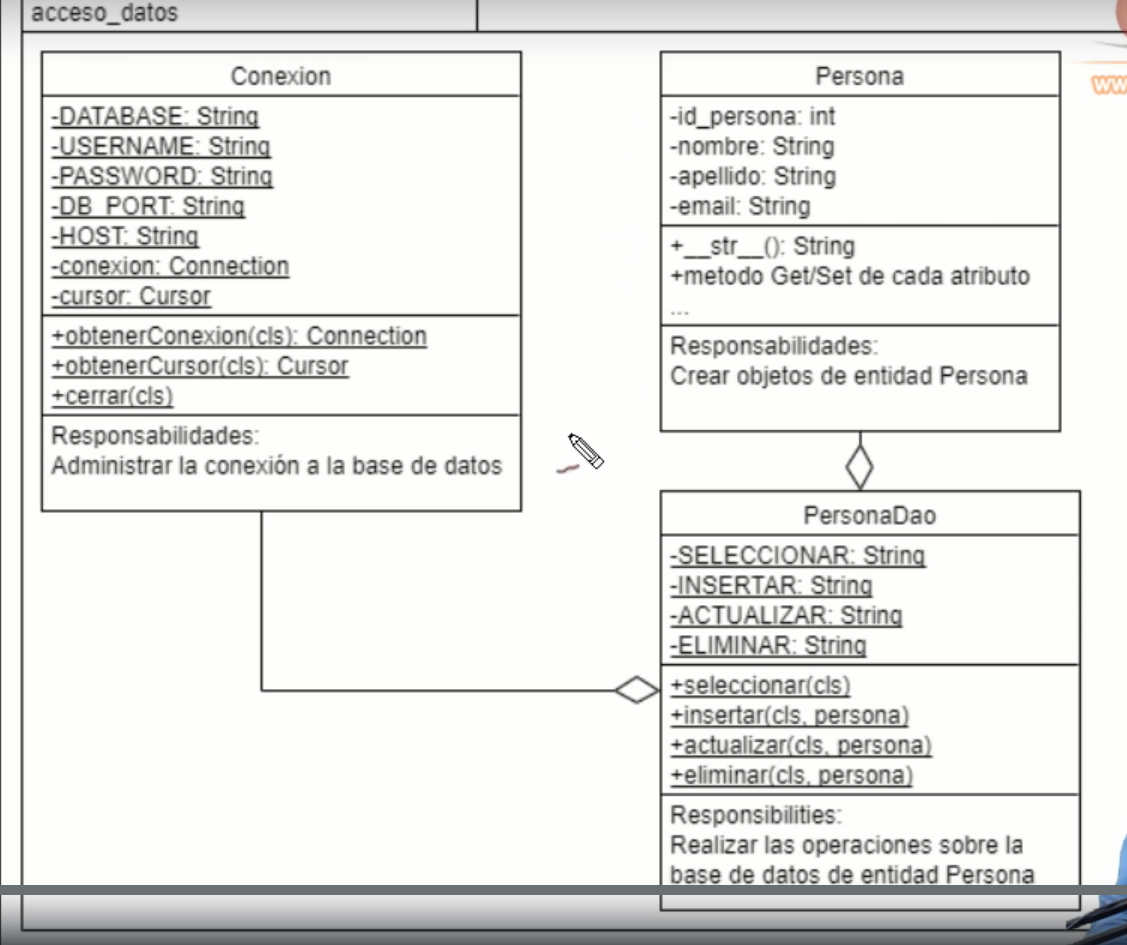 acceso_datos
Conexion
-DATABASE: String
-USERNAME: String
-PASSWORD: String
-DB_PORT: String
-HOST: String
-conexion: Connection
-cursor: Cursor
+obtenerConexion(cls): Connection
+obtenerCursor(cls): Cursor
+cerrar(cls)
Responsabilidades:
Administrar la conexión a la base de datos
Persona
-id_persona: int
-nombre: String
-apellido: String
-email: String
+__str__(): String
+metodo Get/Set de cada atributo
...
Responsabilidades:
Crear objetos de entidad Persona
PersonaDao
-SELECCIONAR: String
-INSERTAR: String
-ACTUALIZAR: String
-ELIMINAR: String
+seleccionar(cls)
+insertar(cls, persona)
+actualizar(cls, persona)
+eliminar(cls, persona)
Responsibilities:
Realizar las operaciones sobre la
base de datos de entidad Persona